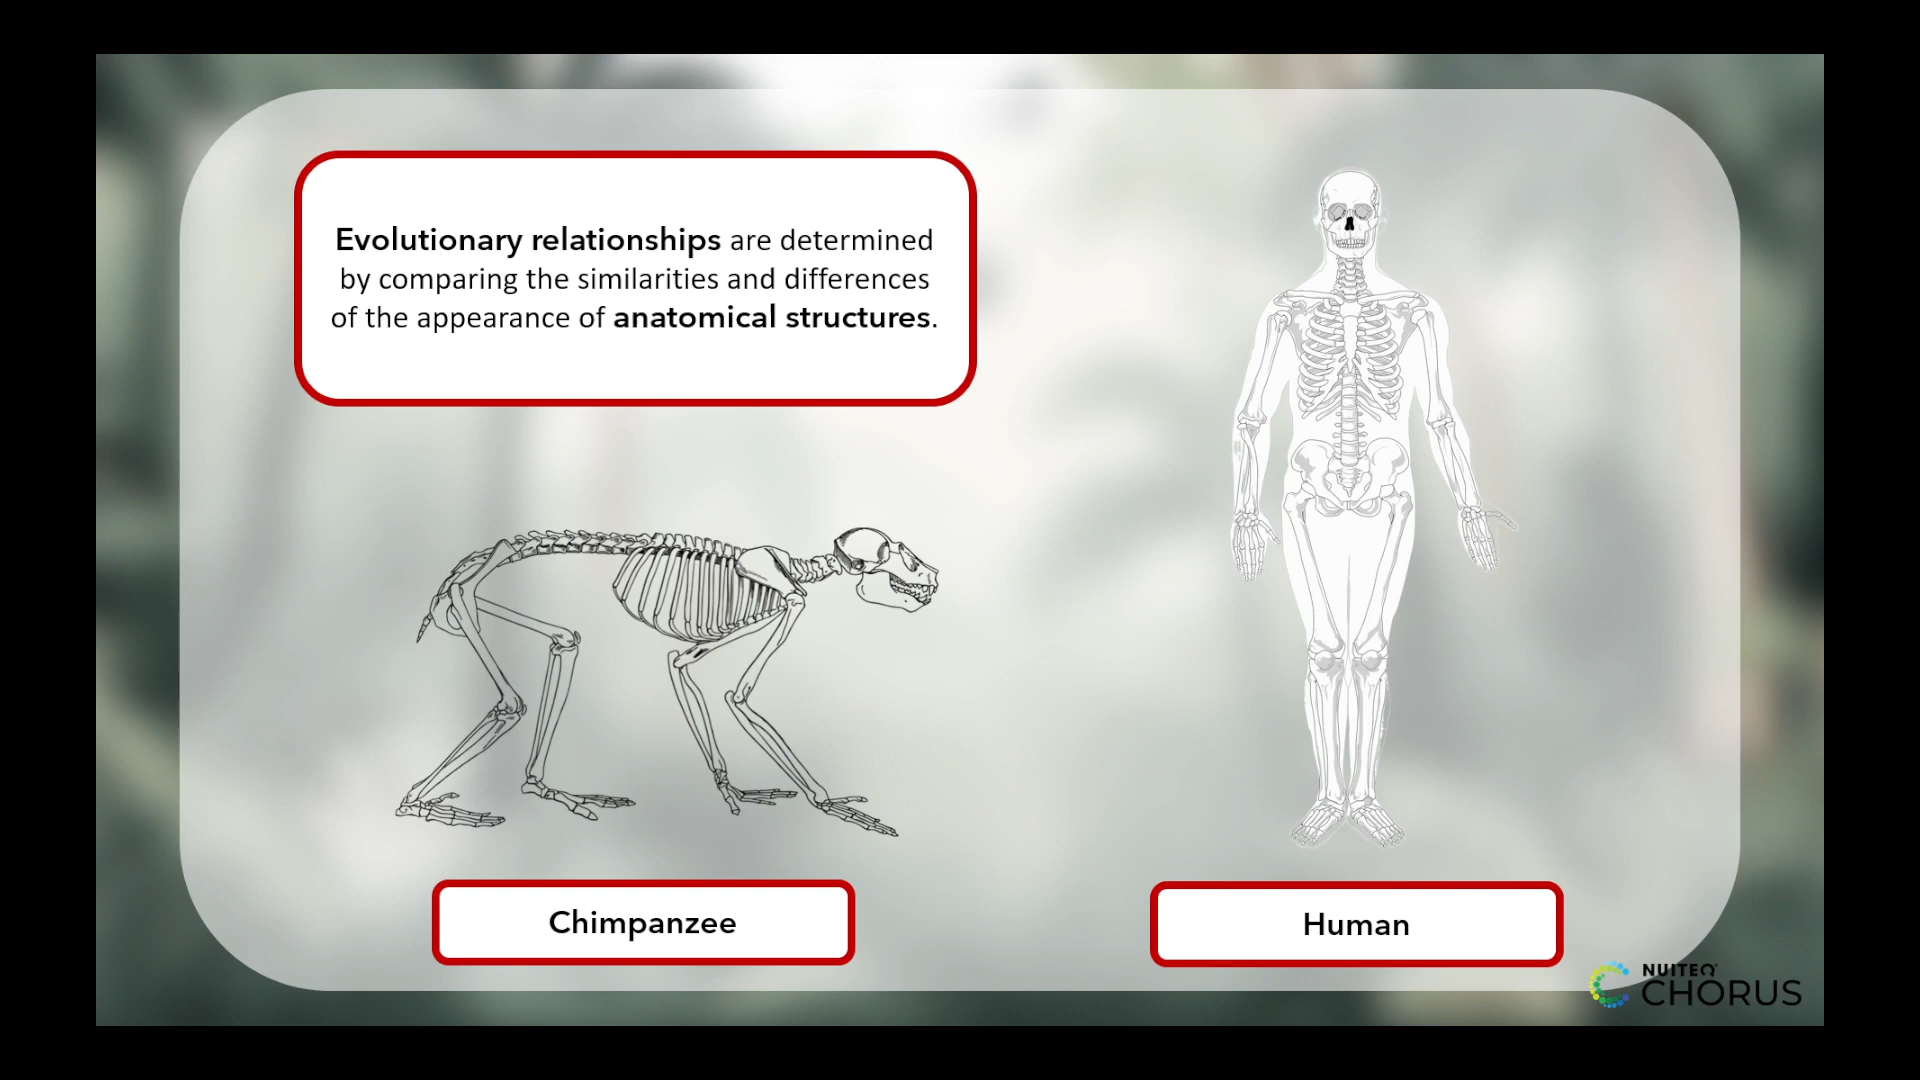 Evolutionary relationships are determined
by comparing the similarities and differences
of the appearance of anatomical structures.
Chimpanzee
Human
NUITEQ
CHORUS